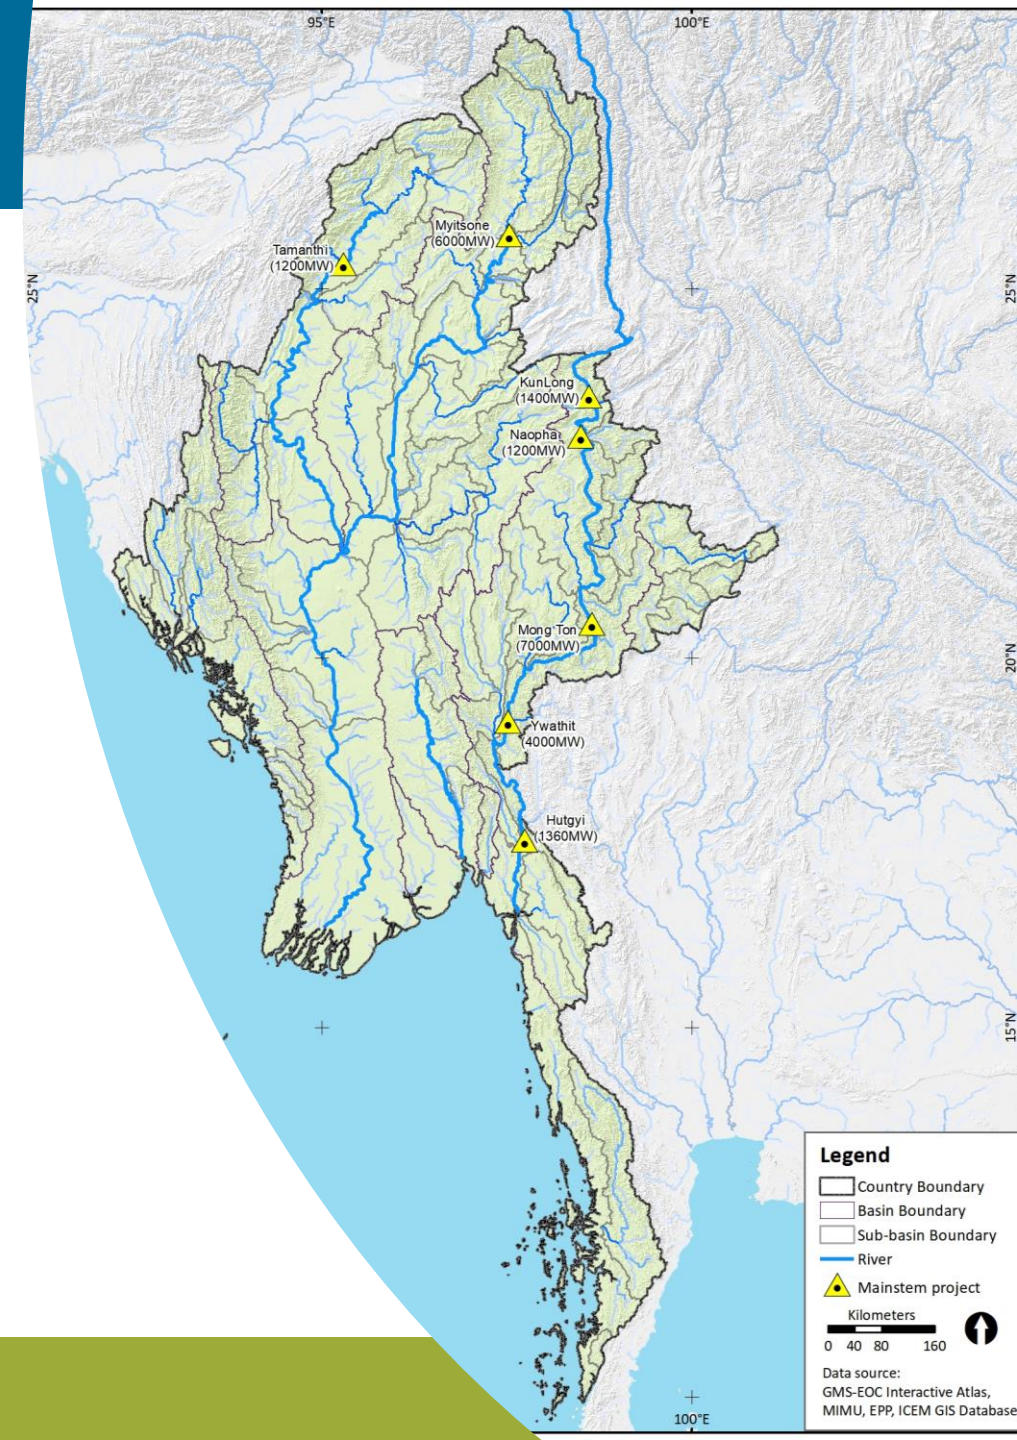 95°E
100°E
Myitsone
(6000MW)
Tamanthi
(1200MW)
25°N
25°N
KunLong
(1400MW)
Naopha
(1200MW)
Mong Ton
(7000MW)
20°N
Ywathit
(4000MW)
Hutgyi
(1360MW)
15°N
Legend
Country Boundary
Basin Boundary
Sub-basin Boundary
River
Mainstem project
Kilometers
0 40 80 160
Data source:
GMS-EOC Interactive Atlas,
MIMU, EPP, ICEM GIS Database
100°E